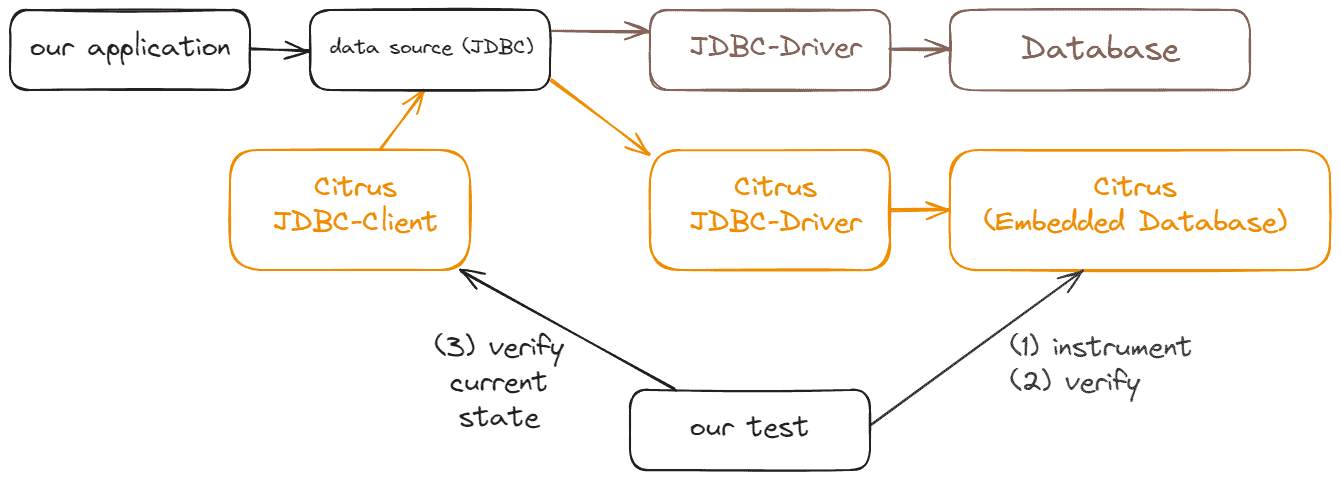 our application
data source (JDBC)
JDBC-Driver
Database
Citrus
JDBC-Client
Citrus
JDBC-Driver
Citrus
(Embedded Database)
(3) verify
current
state
(1) instrument
(2) verify
our test